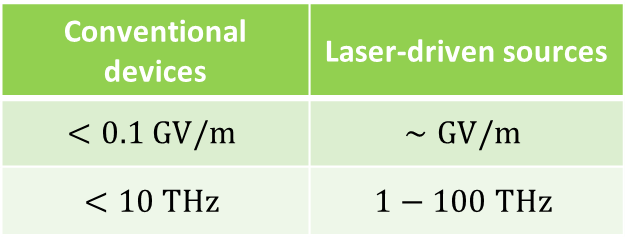 Conventional
devices
Laser-driven sources
< 0.1 GV/m
~ GV/m
< 10 THz
1 − 100 THz